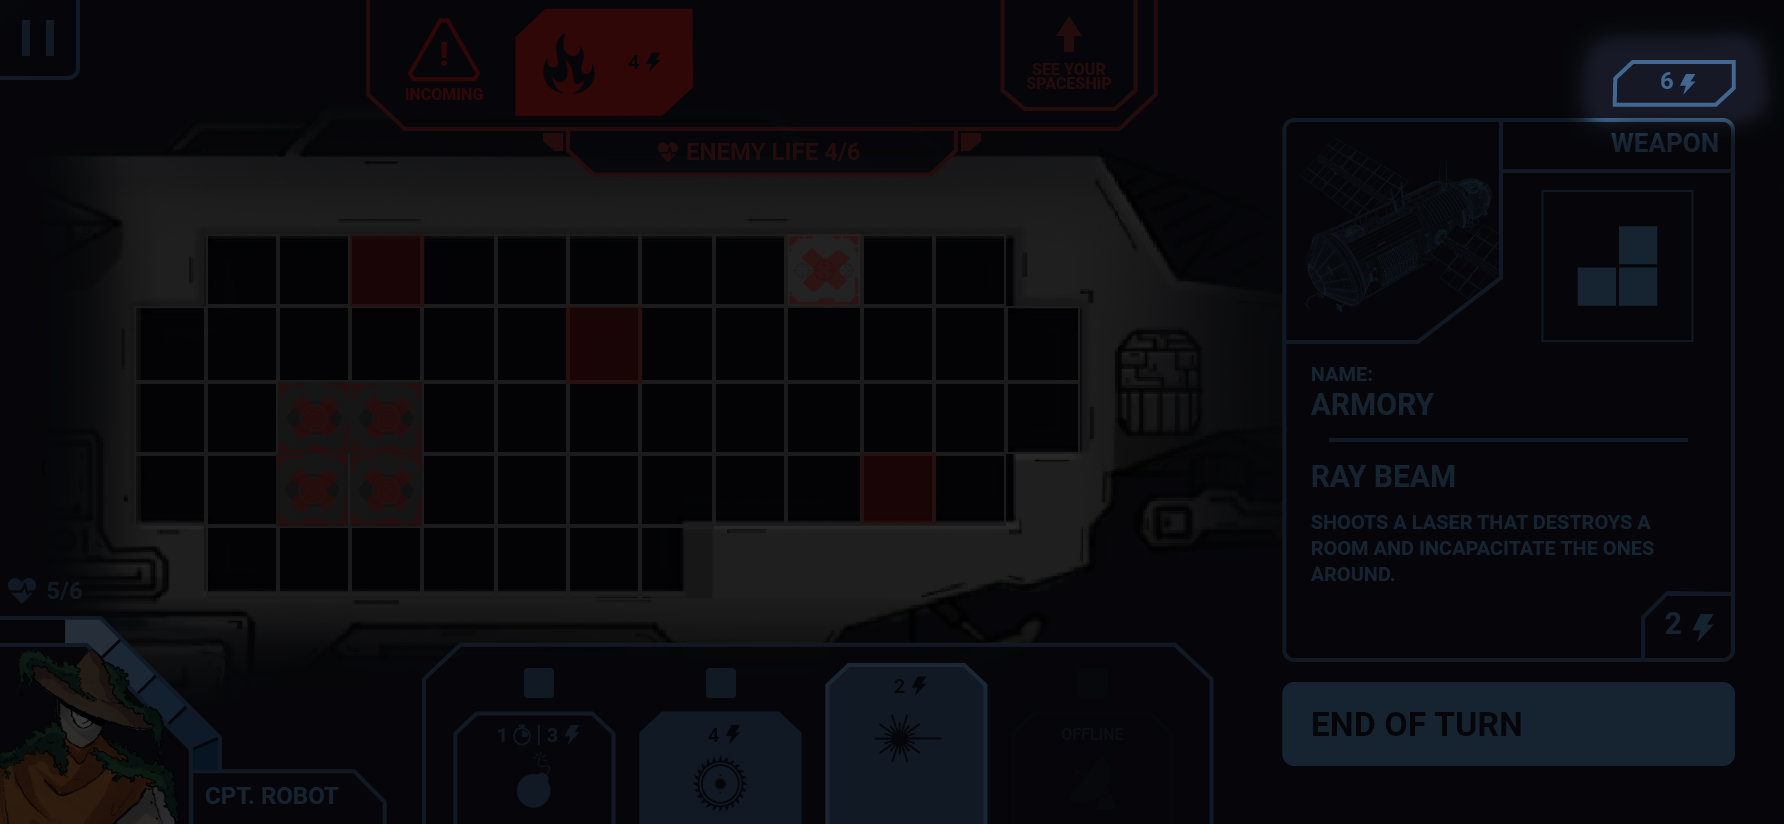 !
INCOMING
4
SEE YOUR
SPACESHIP
6
ENEMY LIFE 4/6
WEAPON
NAME:
ARMORY
RAY BEAM
SHOOTS A LASER THAT DESTROYS A
ROOM AND INCAPACITATE THE ONES
AROUND.
2
5/6
CPT. ROBOT
1 | 3
4
2
OFFLINE
END OF TURN